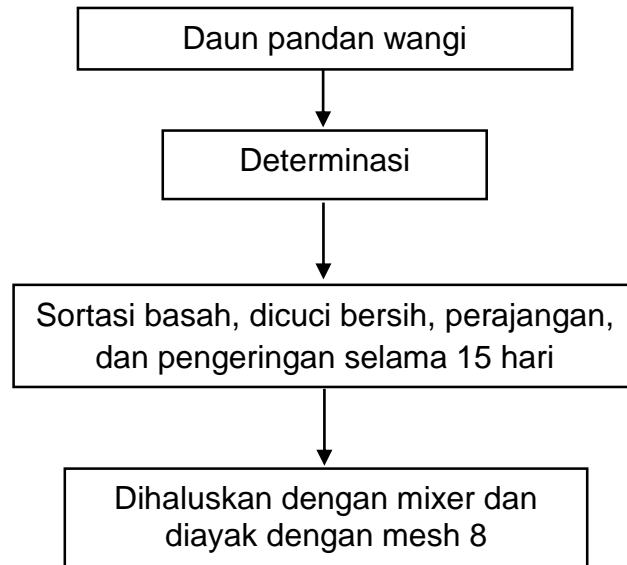 Daun pandan wangi
Determinasi
Sortasi basah, dicuci bersih, perajangan,
dan pengeringan selama 15 hari
Dihaluskan dengan mixer dan
diayak dengan mesh 8